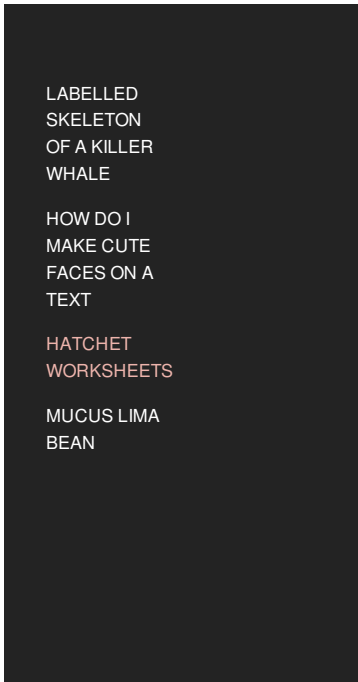 LABELLED
SKELETON
OF A KILLER
WHALE
HOW DO I
MAKE CUTE
FACES ON A
TEXT
HATCHET
WORKSHEETS
MUCUS LIMA
BEAN